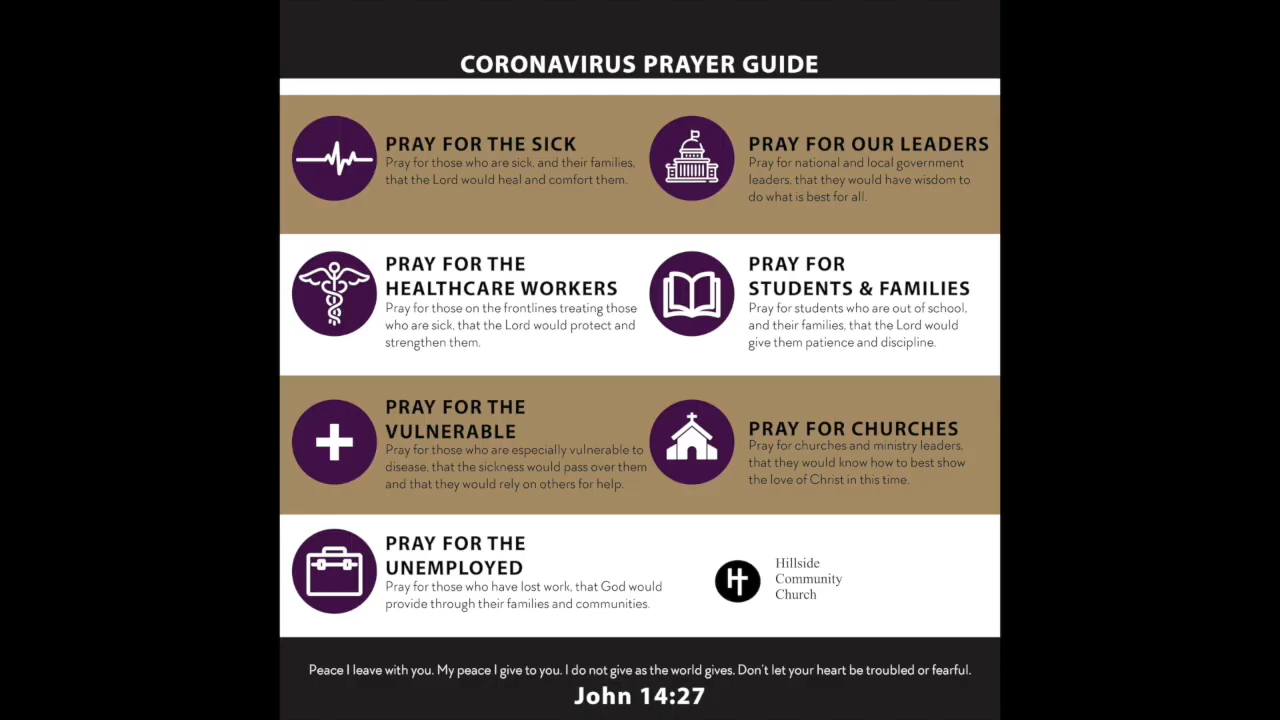 CORONAVIRUS PRAYER GUIDE
PRAY FOR THE SICK
Pray for those who are sick, and their families,
that the Lord would heal and comfort them.
PRAY FOR OUR LEADERS
Pray for national and local government
leaders, that they would have wisdom to
do what is best for all.
PRAY FOR THE
HEALTHCARE WORKERS
Pray for those on the frontlines treating those
who are sick, that the Lord would protect and
strengthen them.
PRAY FOR
STUDENTS & FAMILIES
Pray for students who are out of school,
and their families, that the Lord would
give them patience and discipline.
PRAY FOR THE
VULNERABLE
Pray for those who are especially vulnerable to
disease, that the sickness would pass over them
and that they would rely on others for help.
PRAY FOR CHURCHES
Pray for churches and ministry leaders,
that they would know how to best show
the love of Christ in this time.
PRAY FOR THE
UNEMPLOYED
Pray for those who have lost work, that God would
provide through their families and communities.
Hillside
Community
Church
Peace I leave with you. My peace I give to you. I do not give as the world gives. Don't let your heart be troubled or fearful.
John 14:27